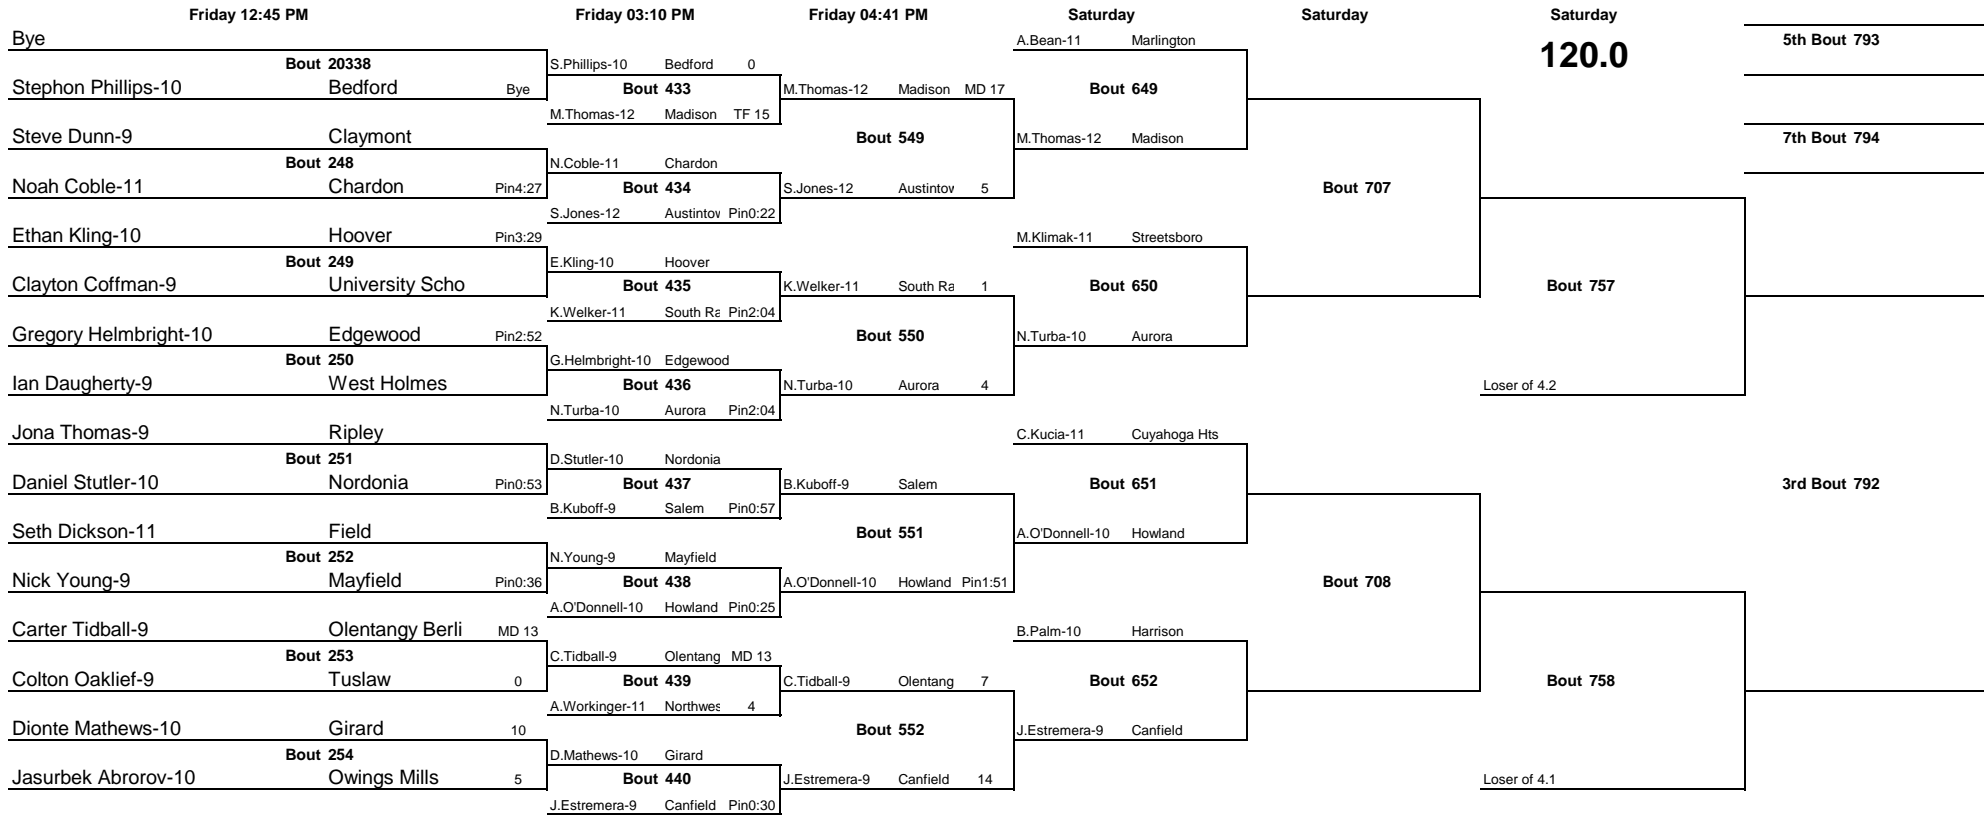 Friday 12:45 PM Friday 03:10 PM Friday 04:41 PM Saturday Saturday Saturday
Bye A.Bean-11 Marlington 120.0 5th Bout 793
Bout 20338 S.Phillips-10 Bedford 0
Stephon Phillips-10 Bedford Bye Bout 433 M.Thomas-12 Madison MD 17 Bout 649
M.Thomas-12 Madison TF 15
Steve Dunn-9 Claymont Bout 549 M.Thomas-12 Madison 7th Bout 794
Bout 248 N.Coble-11 Chardon
Noah Coble-11 Chardon Pin4:27 Bout 434 S.Jones-12 Austintov 5 Bout 707
S.Jones-12 Austintov Pin0:22
Ethan Kling-10 Hoover Pin3:29 M.Klimak-11 Streetsboro
Bout 249 E.Kling-10 Hoover
Clayton Coffman-9 University Scho Bout 435 K.Welker-11 South Ra 1 Bout 650 Bout 757
K.Welker-11 South Ra Pin2:04
Gregory Helmbright-10 Edgewood Pin2:52 Bout 550 N.Turba-10 Aurora
Bout 250 G.Helmbright-10 Edgewood
Ian Daugherty-9 West Holmes Bout 436 N.Turba-10 Aurora 4 Loser of 4.2
N.Turba-10 Aurora Pin2:04
Jona Thomas-9 Ripley C.Kucia-11 Cuyahoga Hts
Bout 251 D.Stutler-10 Nordonia
Daniel Stutler-10 Nordonia Pin0:53 Bout 437 B.Kuboff-9 Salem Bout 651 3rd Bout 792
B.Kuboff-9 Salem Pin0:57
Seth Dickson-11 Field Bout 551 A.O'Donnell-10 Howland
Bout 252 N.Young-9 Mayfield
Nick Young-9 Mayfield Pin0:36 Bout 438 A.O'Donnell-10 Howland Pin1:51 Bout 708
A.O'Donnell-10 Howland Pin0:25
Carter Tidball-9 Olentangy Berli MD 13 B.Palm-10 Harrison
Bout 253 C.Tidball-9 Olentang MD 13
Colton Oaklief-9 Tuslaw 0 Bout 439 C.Tidball-9 Olentang 7 Bout 652 Bout 758
A.Workinger-11 Northwes 4
Dionte Mathews-10 Girard 10 Bout 552 J.Estremera-9 Canfield
Bout 254 D.Mathews-10 Girard
Jasurbek Abrorov-10 Owings Mills 5 Bout 440 J.Estremera-9 Canfield 14 Loser of 4.1
J.Estremera-9 Canfield Pin0:30